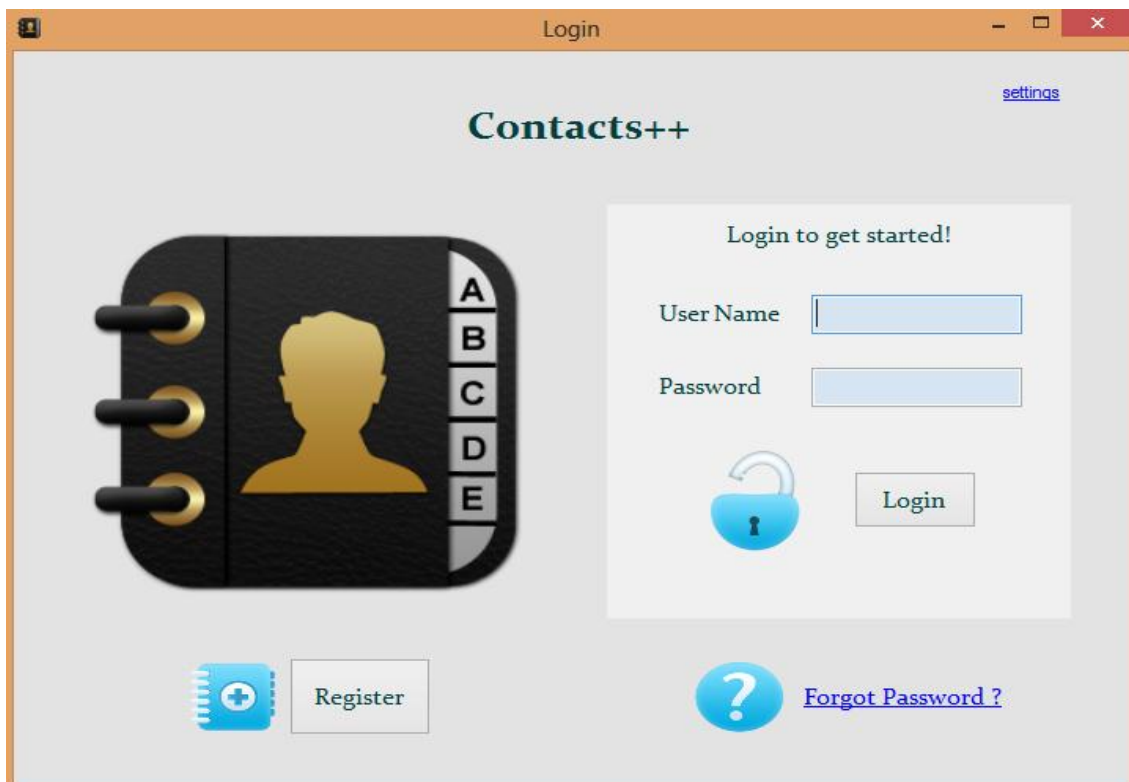 Login
settings
Contacts++
Login to get started!
User Name
Password
Login
A
B
C
D
E
Register
Forgot Password ?